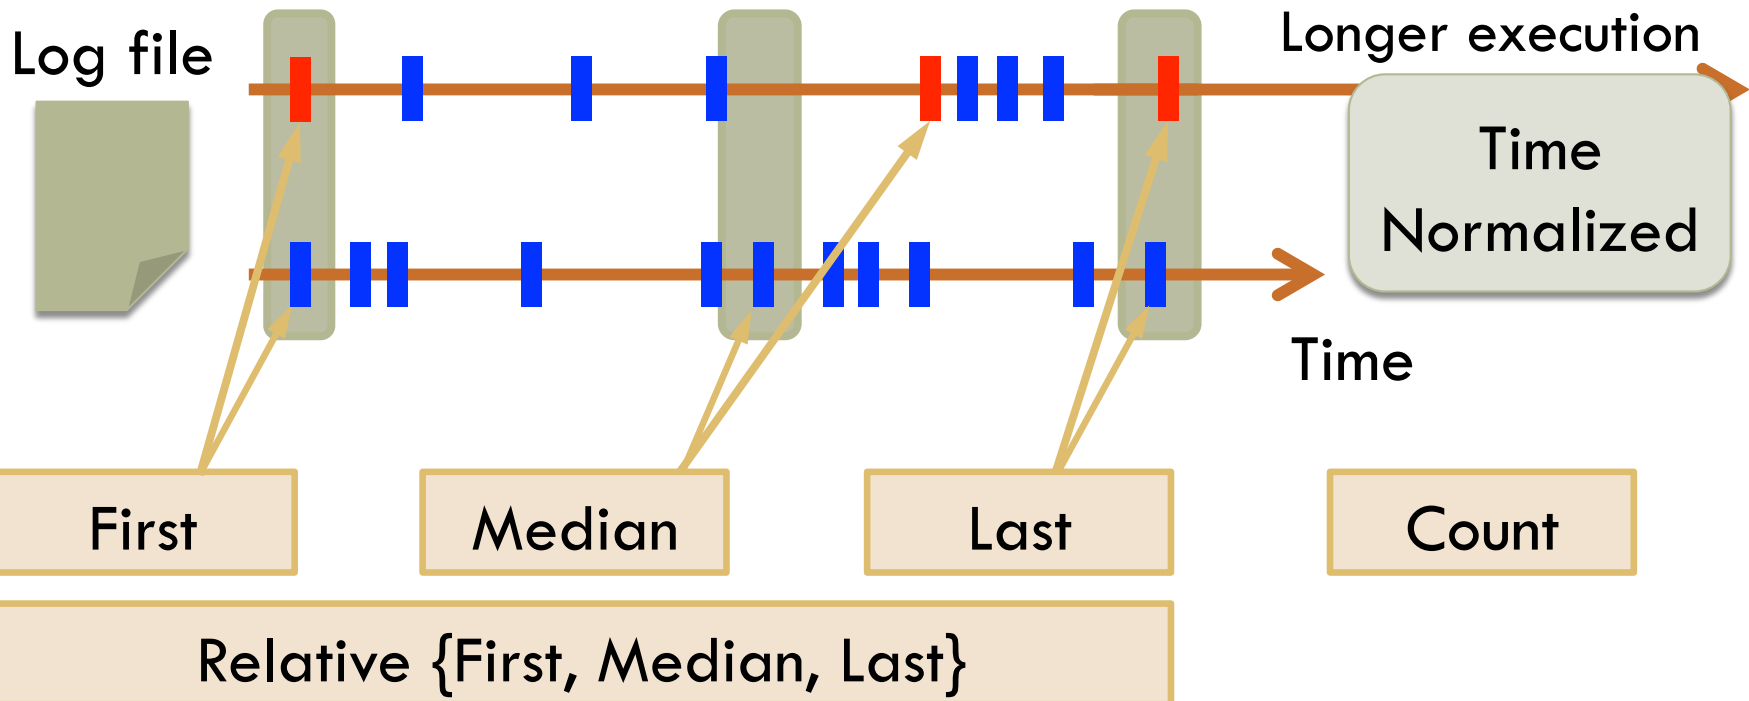 Log file
Longer execution
Time
Normalized
Time
First
Median
Last
Count
Relative {First, Median, Last}